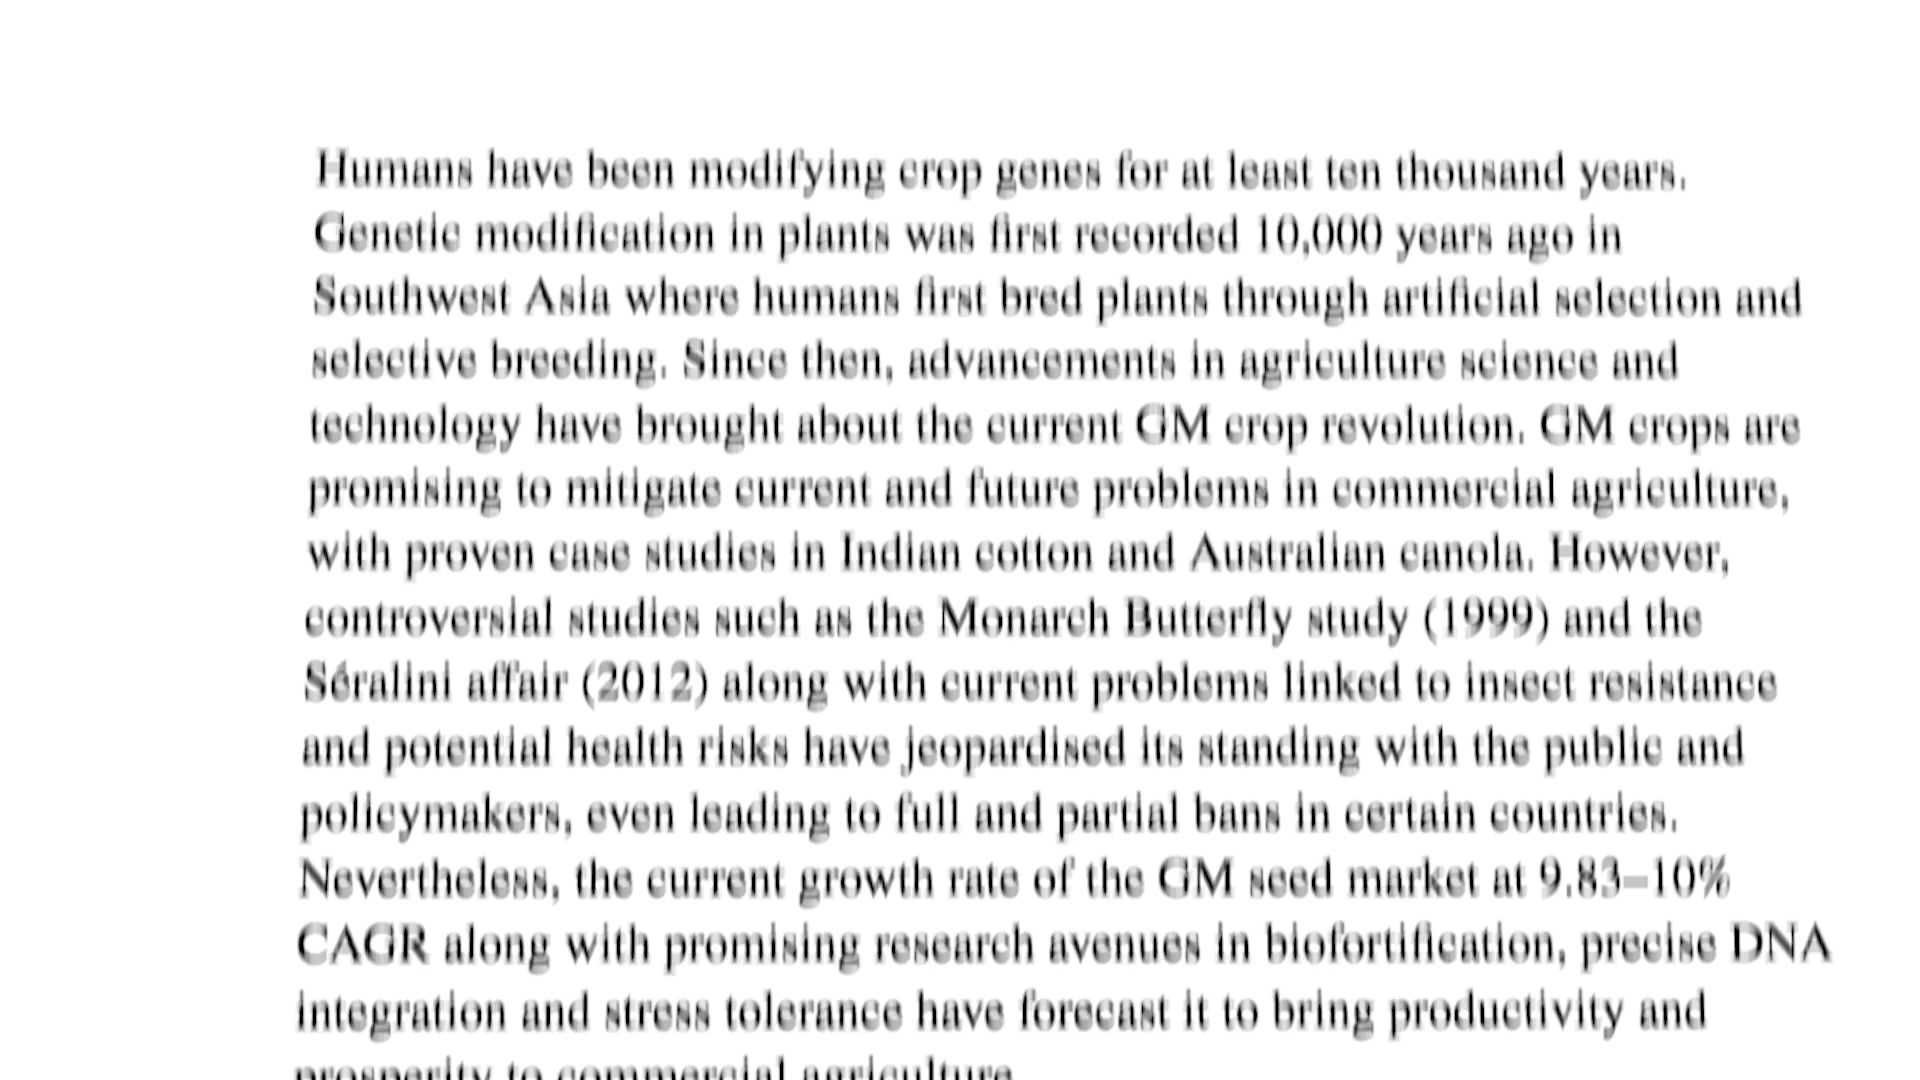 Humans have been modifying crop genes for at least ten thousand years.
Genetic modification in plants was first recorded 10,000 years ago in
Southwest Asia where humans first bred plants through artificial selection and
selective breeding. Since then, advancements in agriculture science and
technology have brought about the current GM crop revolution. GM crops are
promising to mitigate current and future problems in commercial agriculture,
with proven case studies in Indian cotton and Australian canola. However,
controversial studies such as the Monarch Butterfly study (1999) and the
Séralini affair (2012) along with current problems linked to insect resistance
and potential health risks have jeopardised its standing with the public and
policymakers, even leading to full and partial bans in certain countries.
Nevertheless, the current growth rate of the GM seed market at 9.83–10%
CAGR along with promising research avenues in biofortification, precise DNA
integration and stress tolerance have forecast it to bring productivity and
prosperity to commercial agriculture.